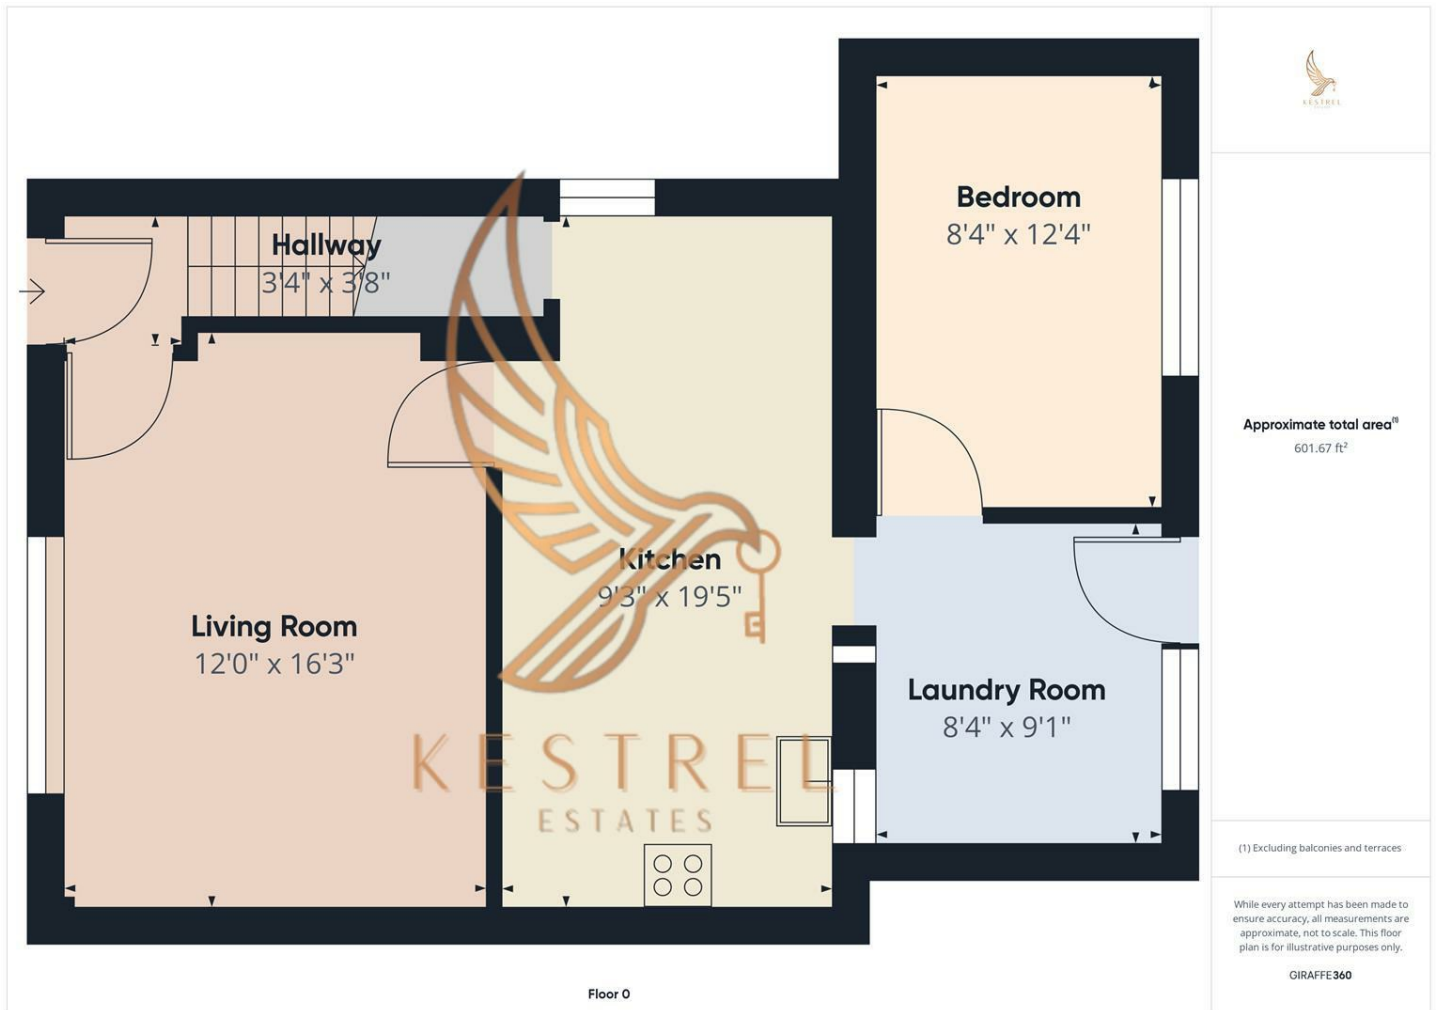 Bedroom
8'4" x 12'4"
Hallway
3'4" x 3'8"
Kitchen
9'3" x 19'5"
Living Room
12'0" x 16'3"
Laundry Room
8'4" x 9'1"
KESTREL
ESTATES
Floor 0
KESTREL
Approximate total area(1)
601.67 ft²
(1) Excluding balconies and terraces
While every attempt has been made to
ensure accuracy, all measurements are
approximate, not to scale. This floor
plan is for illustrative purposes only.
GIRAFFE360